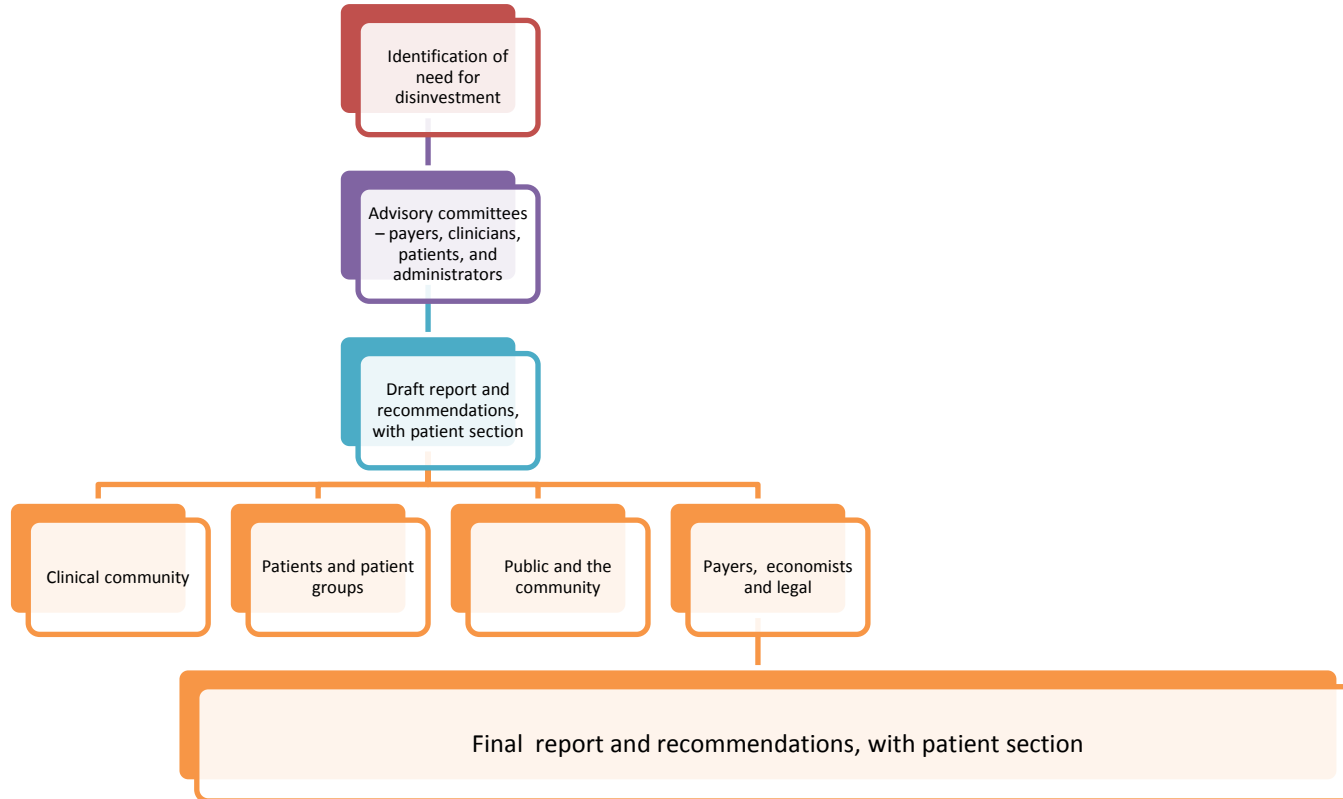 Identification of
need for
disinvestment
Advisory committees
– payers, clinicians,
patients, and
administrators
Draft report and
recommendations,
with patient section
Clinical community
Patients and patient
groups
Public and the
community
Payers, economists
and legal
Final report and recommendations, with patient section